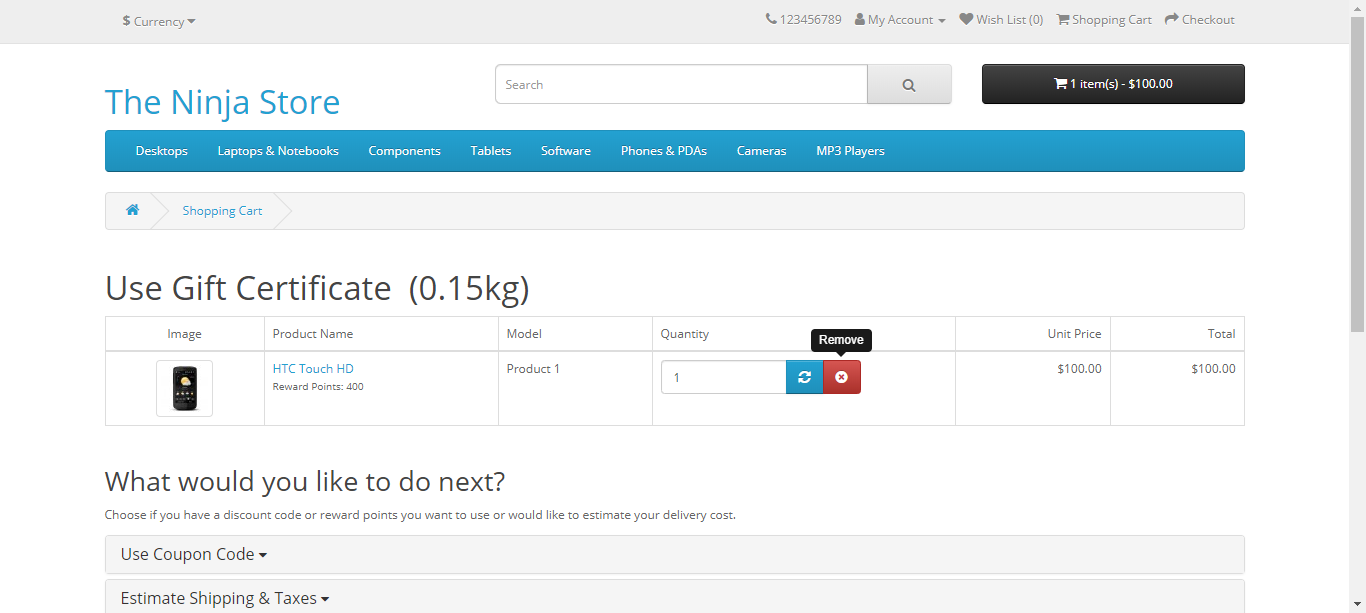 $ Currency
123456789 My Account Wish List (0) Shopping Cart Checkout
The Ninja Store
Search
1 item(s) - $100.00
Desktops Laptops & Notebooks Components Tablets Software Phones & PDAs Cameras MP3 Players
Shopping Cart
Use Gift Certificate (0.15kg)
Image Product Name Model Quantity Unit Price Total
Remove
HTC Touch HD Product 1 1 $100.00 $100.00
Reward Points: 400
What would you like to do next?
Choose if you have a discount code or reward points you want to use or would like to estimate your delivery cost.
Use Coupon Code
Estimate Shipping & Taxes